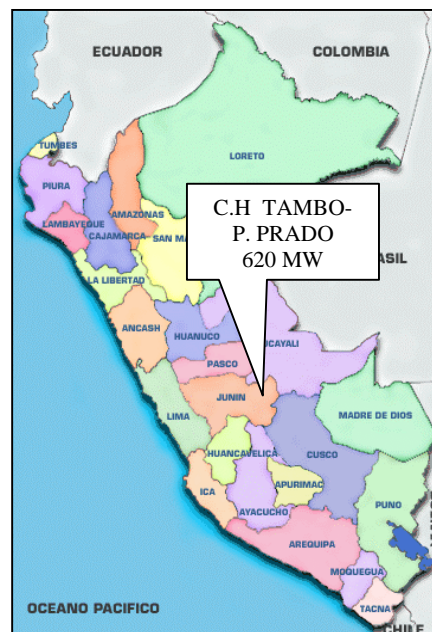 ECUADOR
COLOMBIA
TUMBES
LORETO
PIURA
AMAZONAS
LAMBAYEQUE
CAJAMARCA
SAN MA
C.H TAMBO-
P. PRADO
620 MW
ASIL
LA LIBERTAD
ANCASH
HUANUCO
UCAYALI
PASCO
JUNIN
LIMA
MADRE DE DIOS
HUANCAVELICA
CUSCO
ICA
APURIMAC
PUNO
AYACUCHO
AREQUIPA
MOQUEGUA
OCEANO PACIFICO
TACNA
CHILE